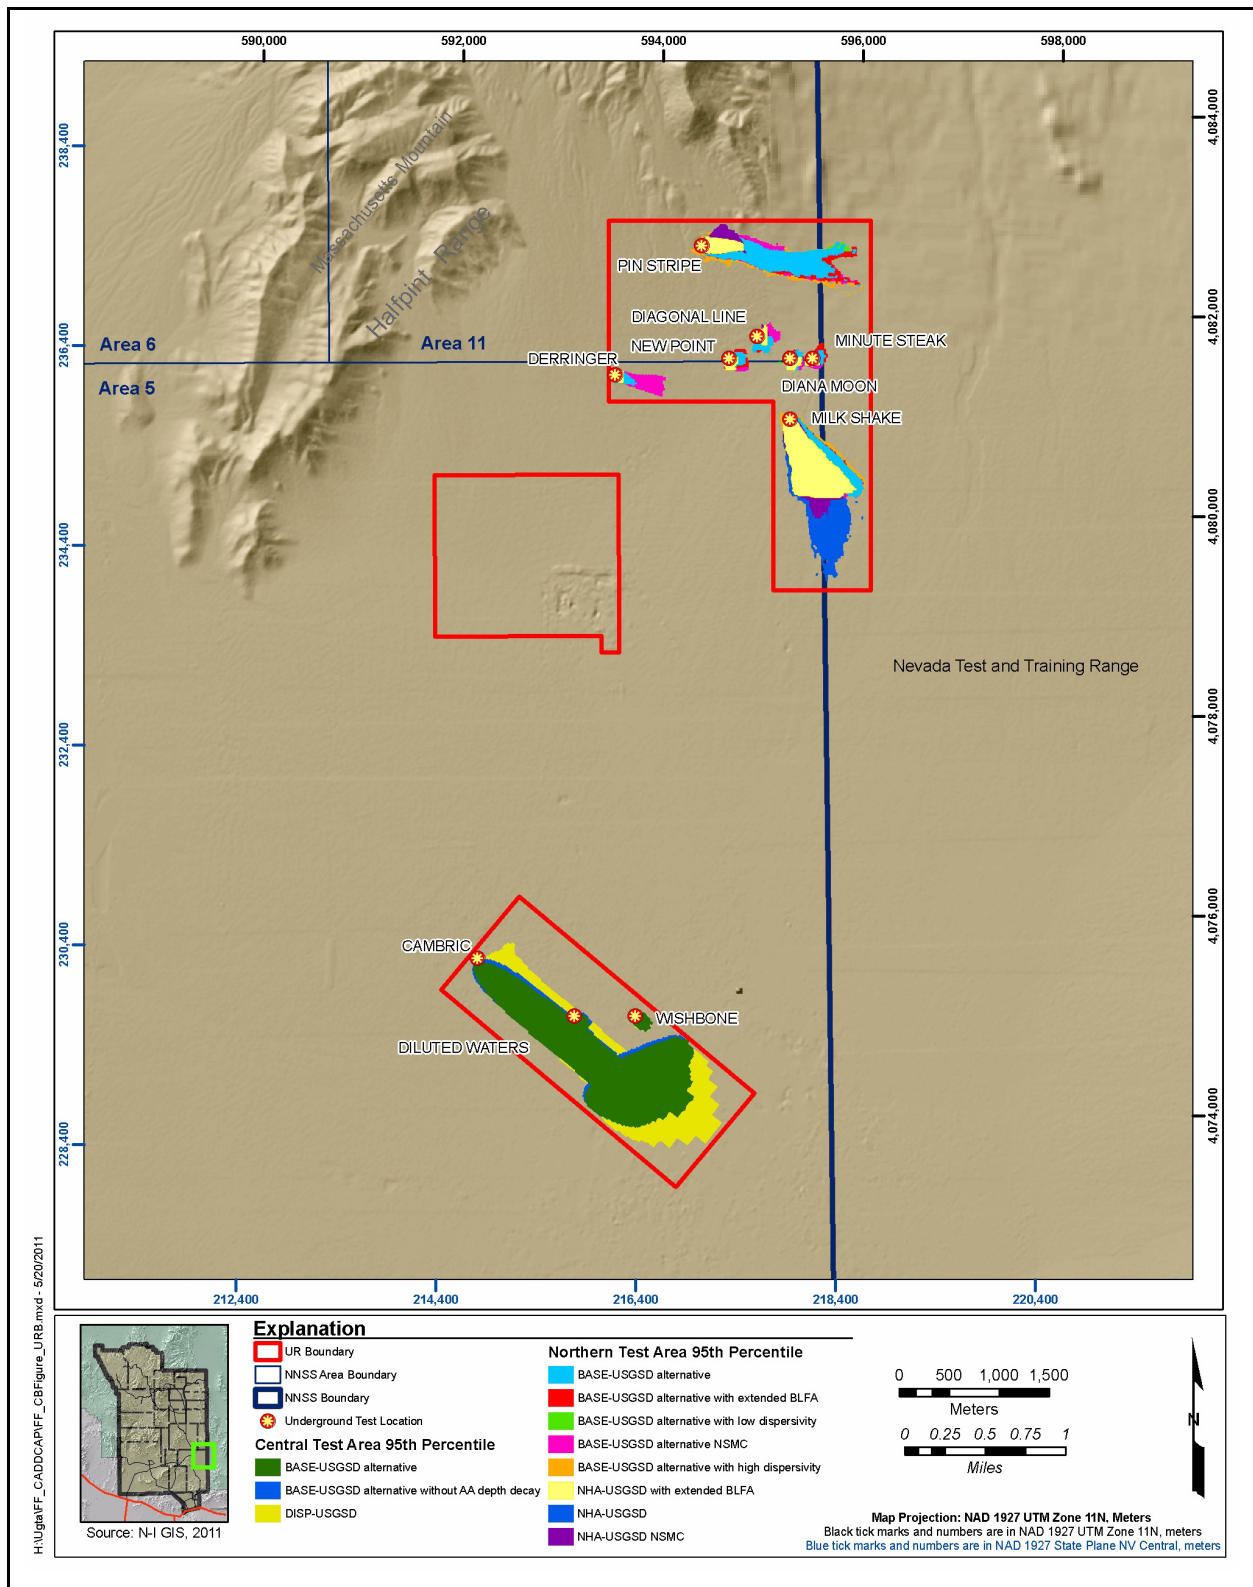 590,000
592,000
594,000
596,000
598,000
4,084,000
4,082,000
4,080,000
4,078,000
4,076,000
4,074,000
238,400
236,400
234,400
232,400
230,400
228,400
Massachusetts Mountain
Halfpint Range
PIN STRIPE
DIAGONAL LINE
NEW POINT
MINUTE STEAK
DERRINGER
DIANA MOON
MILK SHAKE
Area 6
Area 11
Area 5
Nevada Test and Training Range
CAMBRIC
WISHBONE
DILUTED WATERS
212,400
214,400
216,400
218,400
220,400
H:\Ugta\FF_CADDCAP\FF_CBFigure_URB.mxd - 5/20/2011
Source: N-I GIS, 2011
Explanation
UR Boundary
NNSS Area Boundary
NNSS Boundary
Underground Test Location
Central Test Area 95th Percentile
BASE-USGSD alternative
BASE-USGSD alternative without AA depth decay
DISP-USGSD
Northern Test Area 95th Percentile
BASE-USGSD alternative
BASE-USGSD alternative with extended BLFA
BASE-USGSD alternative with low dispersivity
BASE-USGSD alternative NSMC
BASE-USGSD alternative with high dispersivity
NHA-USGSD with extended BLFA
NHA-USGSD
NHA-USGSD NSMC
0 500 1,000 1,500
Meters
0 0.25 0.5 0.75 1
Miles
N
Map Projection: NAD 1927 UTM Zone 11N, Meters
Black tick marks and numbers are in NAD 1927 UTM Zone 11N, meters
Blue tick marks and numbers are in NAD 1927 State Plane NV Central, meters